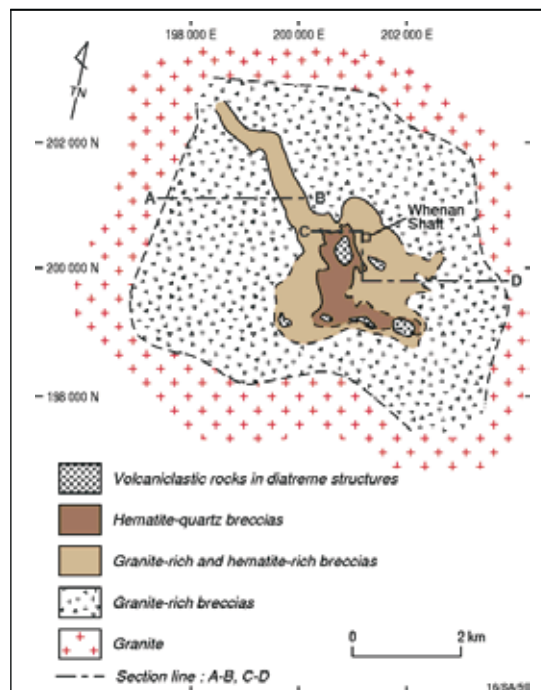 198 000 E 200 000 E 202 000 E
TN
202 000 N
A B
Whenan
Shaft
C
200 000 N
D
198 000 N
Volcaniclastic rocks in diatreme structures
Hematite-quartz breccias
Granite-rich and hematite-rich breccias
Granite-rich breccias
Granite
0 2 km
Section line : A-B, C-D